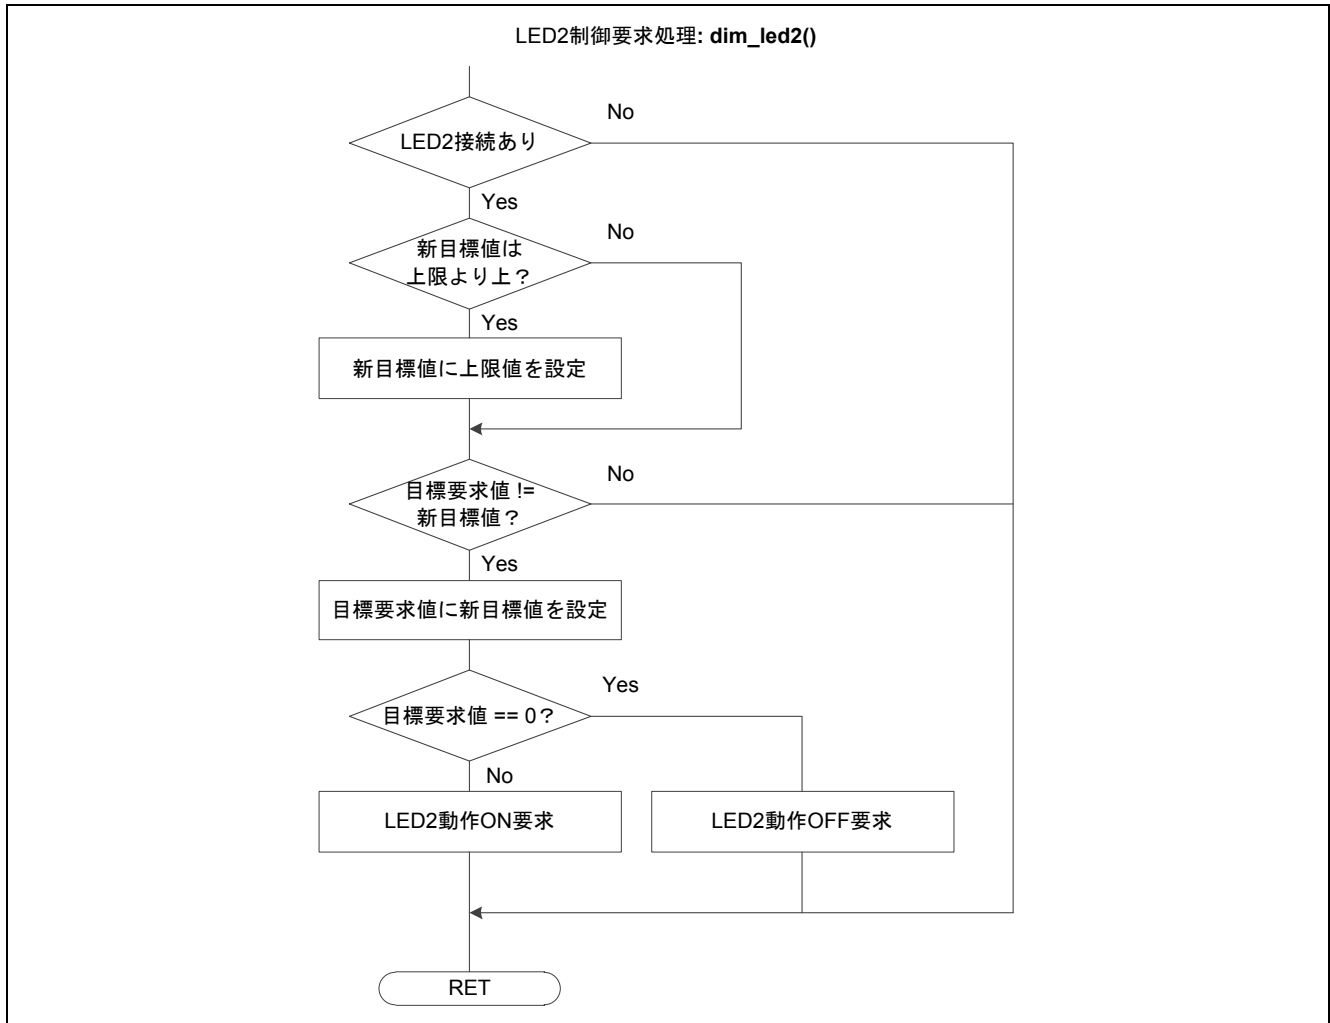 LED2制御要求処理: dim_led2()
No
LED2接続あり
Yes
No
新目標値は
上限より上？
Yes
新目標値に上限値を設定
No
目標要求値 !=
新目標値？
Yes
目標要求値に新目標値を設定
Yes
目標要求値 == 0？
No
LED2動作ON要求
LED2動作OFF要求
RET